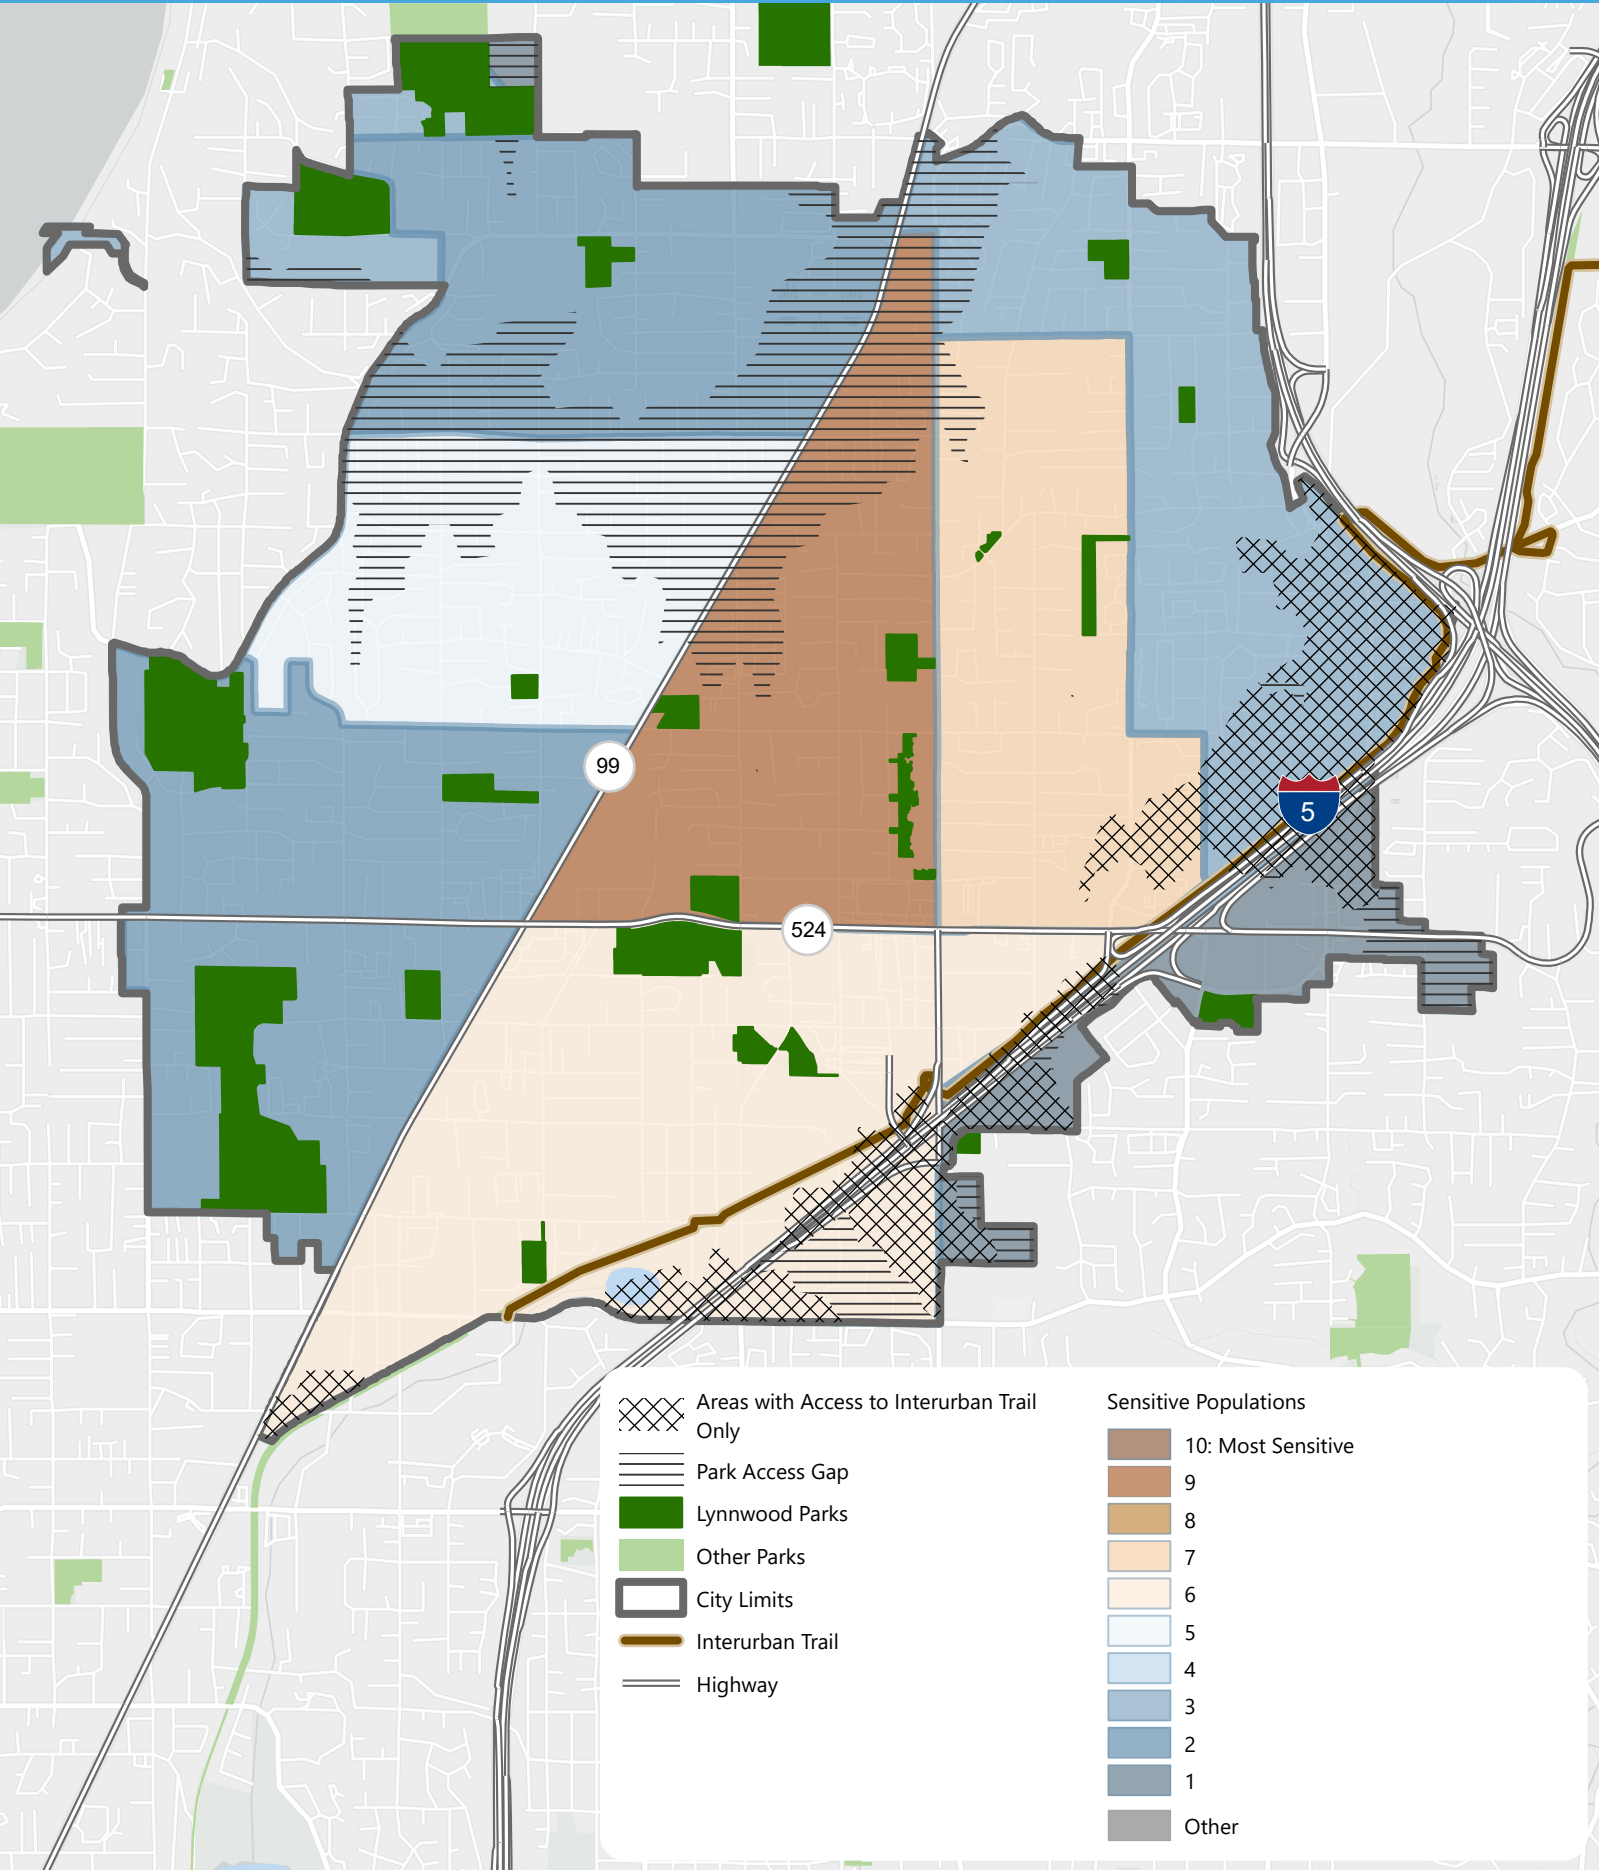 99
5
524
Areas with Access to Interurban Trail
Only
Park Access Gap
Lynnwood Parks
Other Parks
City Limits
Interurban Trail
Highway
Sensitive Populations
10: Most Sensitive
9
8
7
6
5
4
3
2
1
Other